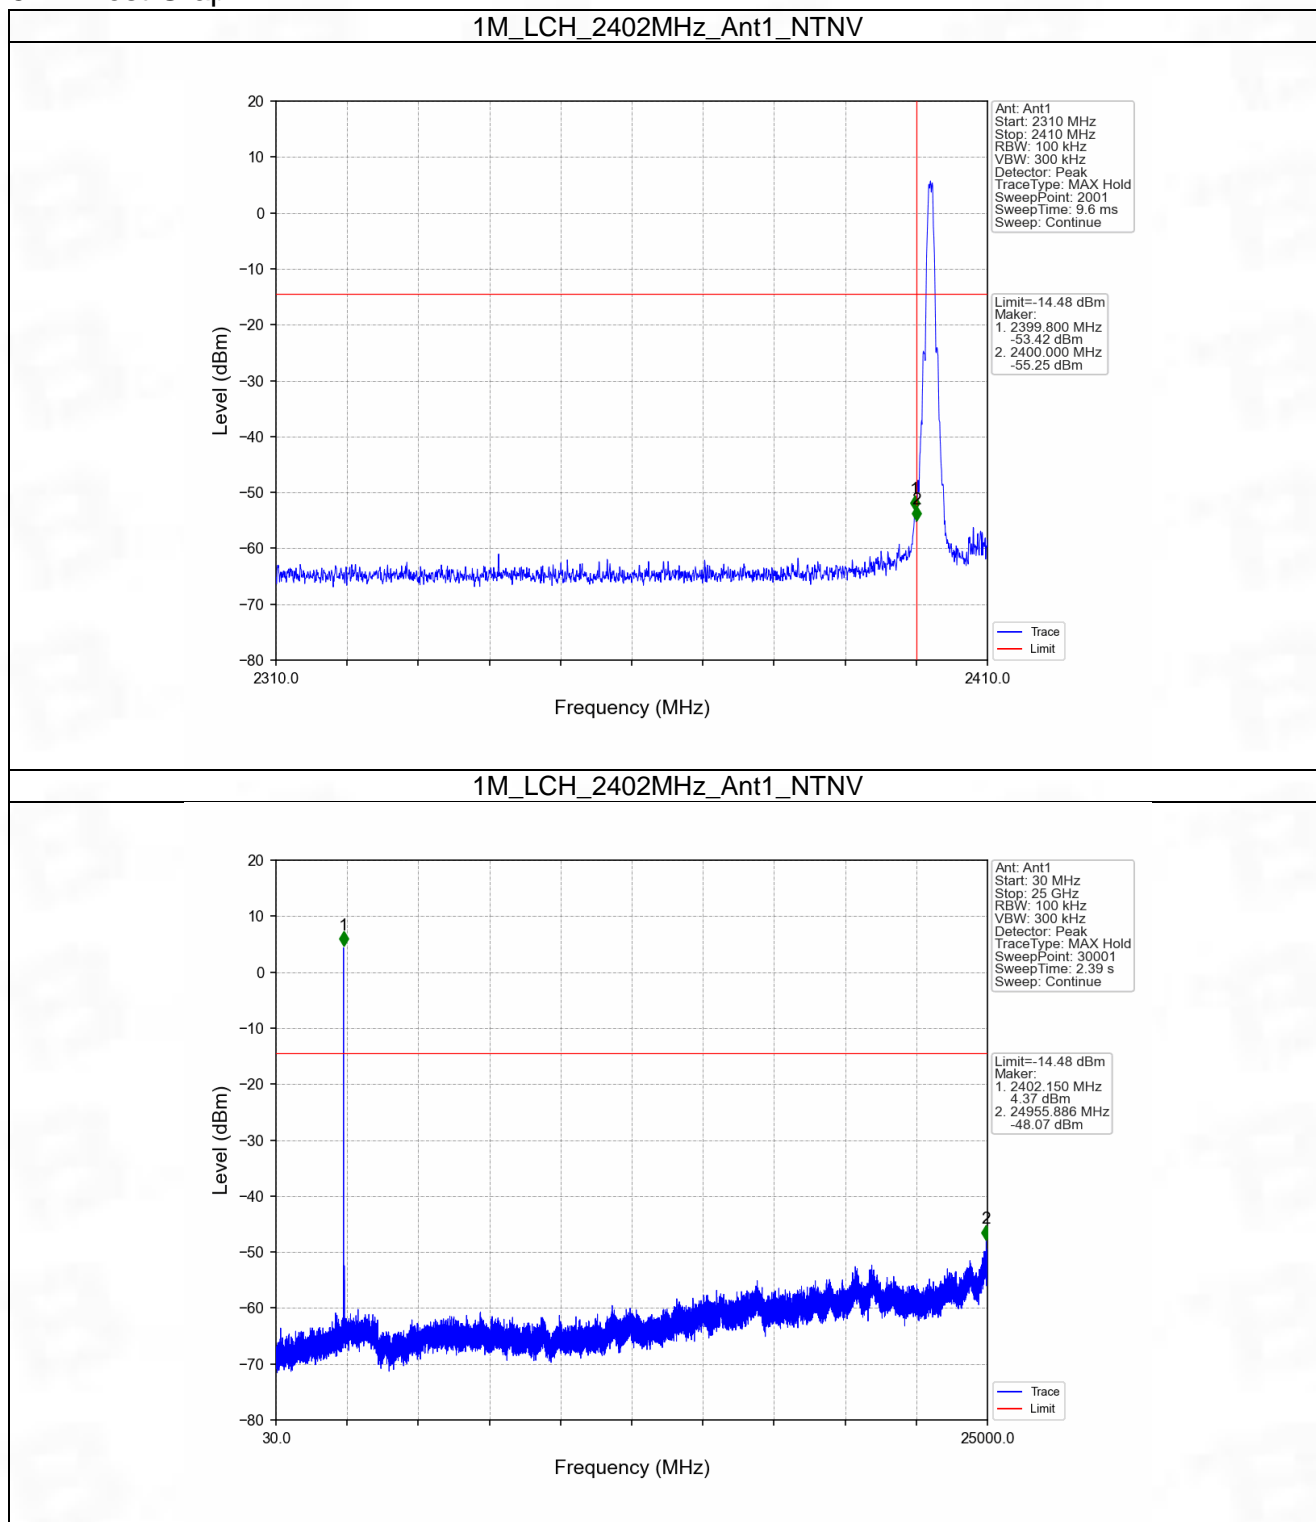 1M_LCH_2402MHz_Ant1_NTNV
20
10
0
−10
−20
−30
−40
−50
−60
−70
−80
Level (dBm)
2310.0
2410.0
Frequency (MHz)
1
2
Ant: Ant1
Start: 2310 MHz
Stop: 2410 MHz
RBW: 100 kHz
VBW: 300 kHz
Detector: Peak
TraceType: MAX Hold
SweepPoint: 2001
SweepTime: 9.6 ms
Sweep: Continue
Limit=-14.48 dBm
Maker:
1. 2399.800 MHz
-53.42 dBm
2. 2400.000 MHz
-55.25 dBm
Trace
Limit
1M_LCH_2402MHz_Ant1_NTNV
20
10
0
−10
−20
−30
−40
−50
−60
−70
−80
Level (dBm)
30.0
25000.0
Frequency (MHz)
1
2
Ant: Ant1
Start: 30 MHz
Stop: 25 GHz
RBW: 100 kHz
VBW: 300 kHz
Detector: Peak
TraceType: MAX Hold
SweepPoint: 30001
SweepTime: 2.39 s
Sweep: Continue
Limit=-14.48 dBm
Maker:
1. 2402.150 MHz
4.37 dBm
2. 24955.886 MHz
-48.07 dBm
Trace
Limit